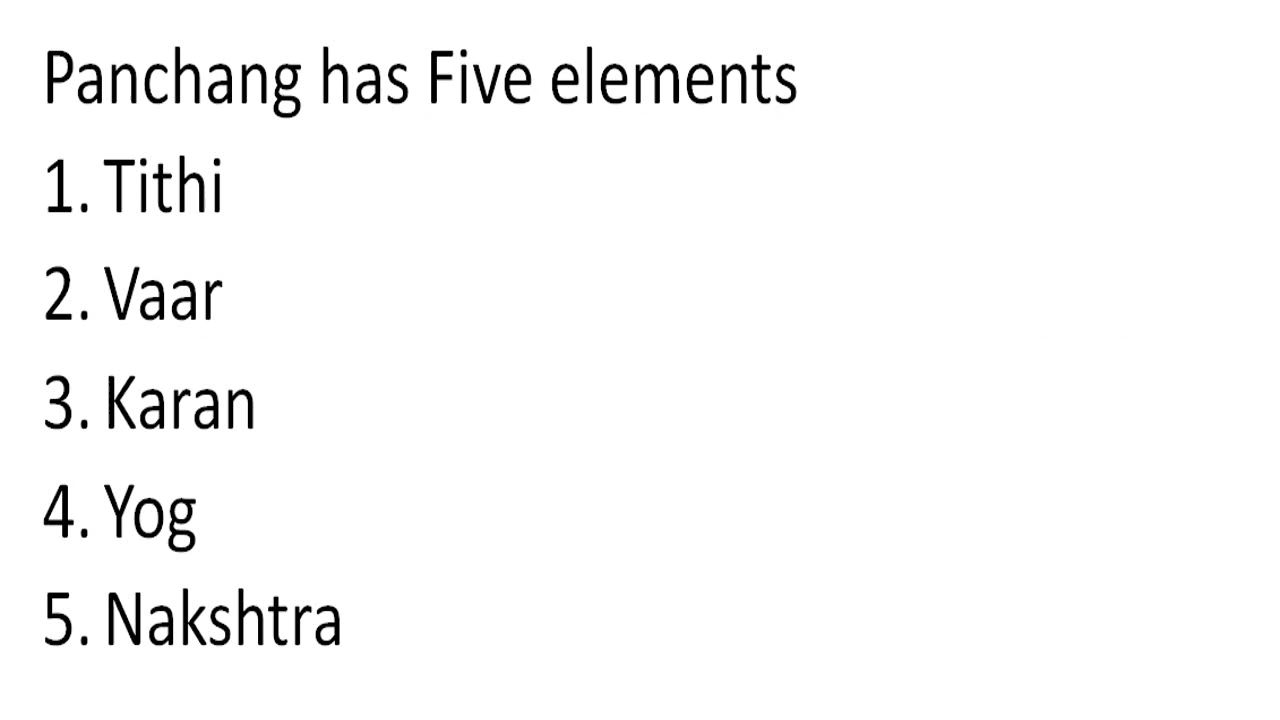 Panchang has Five elements
1. Tithi
2. Vaar
3. Karan
4. Yog
5. Nakshtra